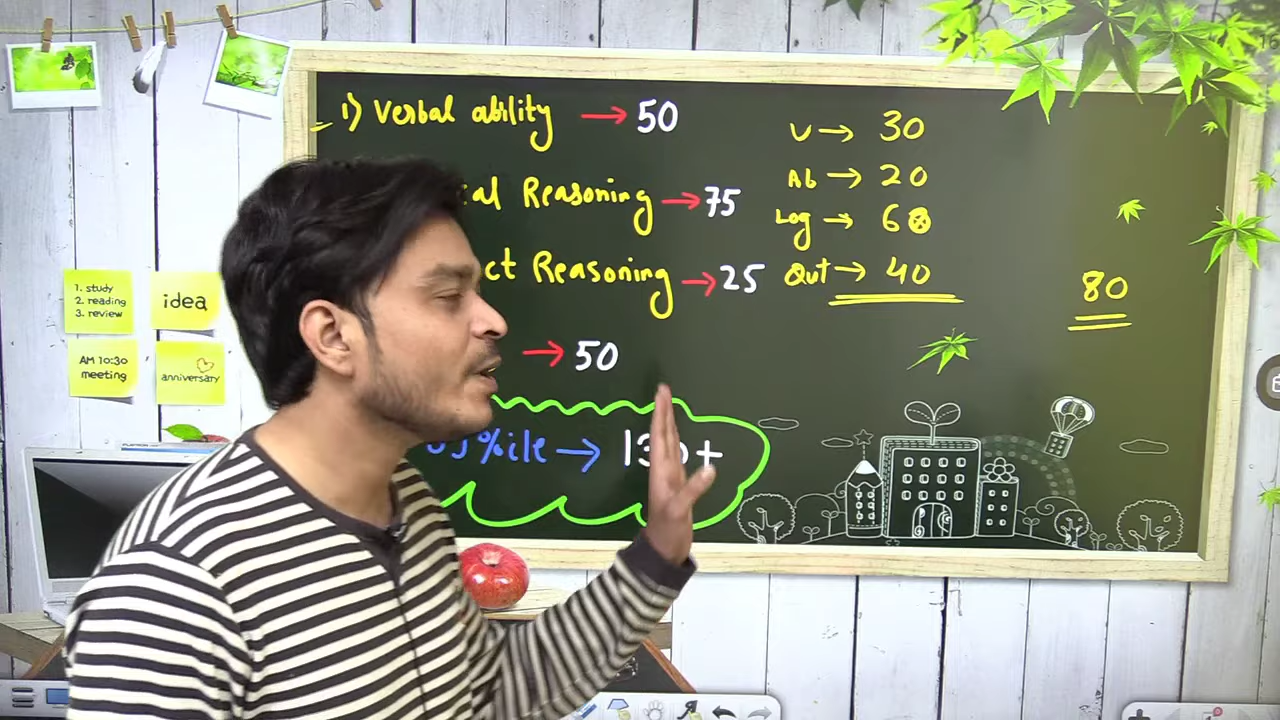 1) Verbal ability → 50
Reasoning → 75
Reasoning → 25
→ 50
%ile →
V → 30
Ab → 20
Log → 6
Qut → 40
80
1. study
2. reading
3. review
idea
AM 10:30
meeting
anniversary